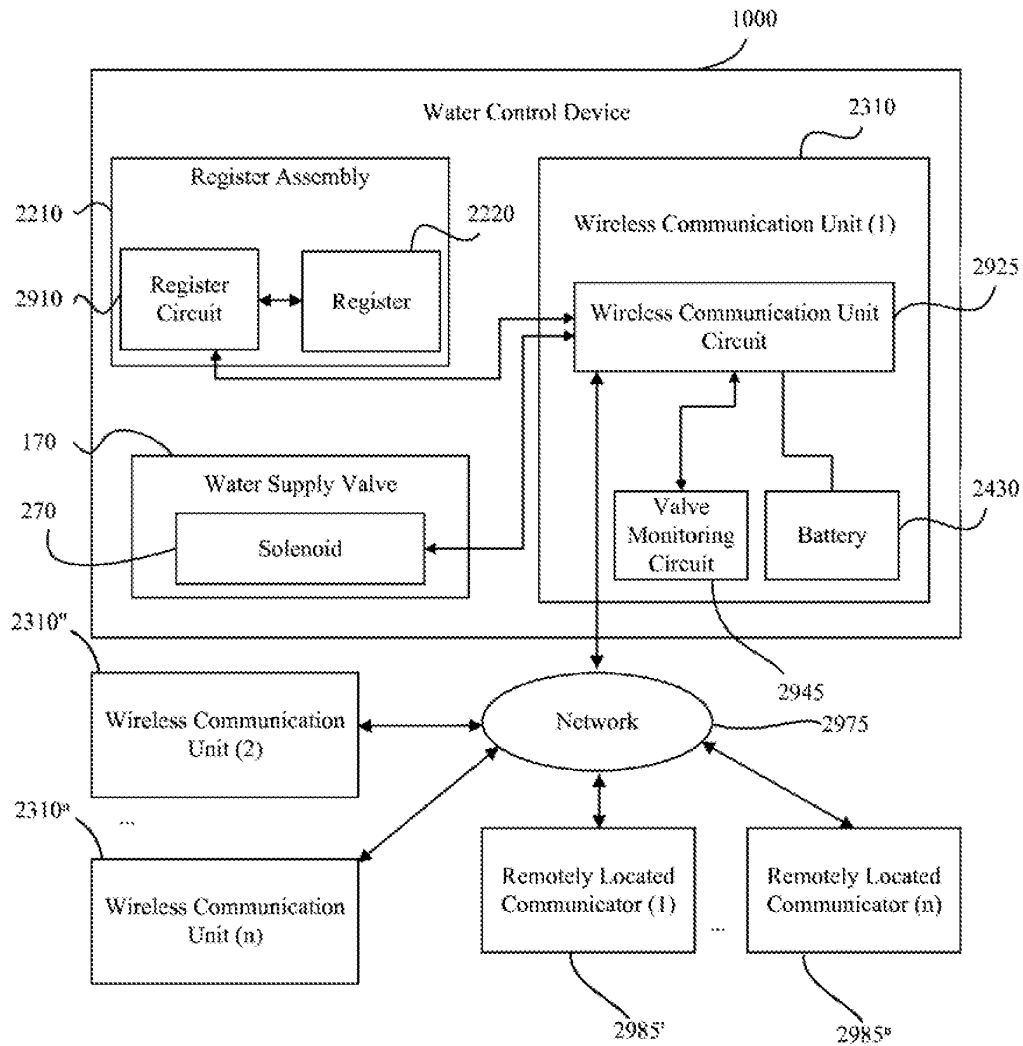 1000
Water Control Device
2310
Register Assembly
2210
2220
Wireless Communication Unit (1)
2925
2910
Register
Circuit
Register
Wireless Communication Unit
Circuit
170
Water Supply Valve
270
Solenoid
Valve
Monitoring
Circuit
Battery
2430
2310"
2945
Wireless Communication
Unit (2)
Network
2975
2310ⁿ
...
Wireless Communication
Unit (n)
Remotely Located
Communicator (1)
...
Remotely Located
Communicator (n)
2985'
2985ⁿ